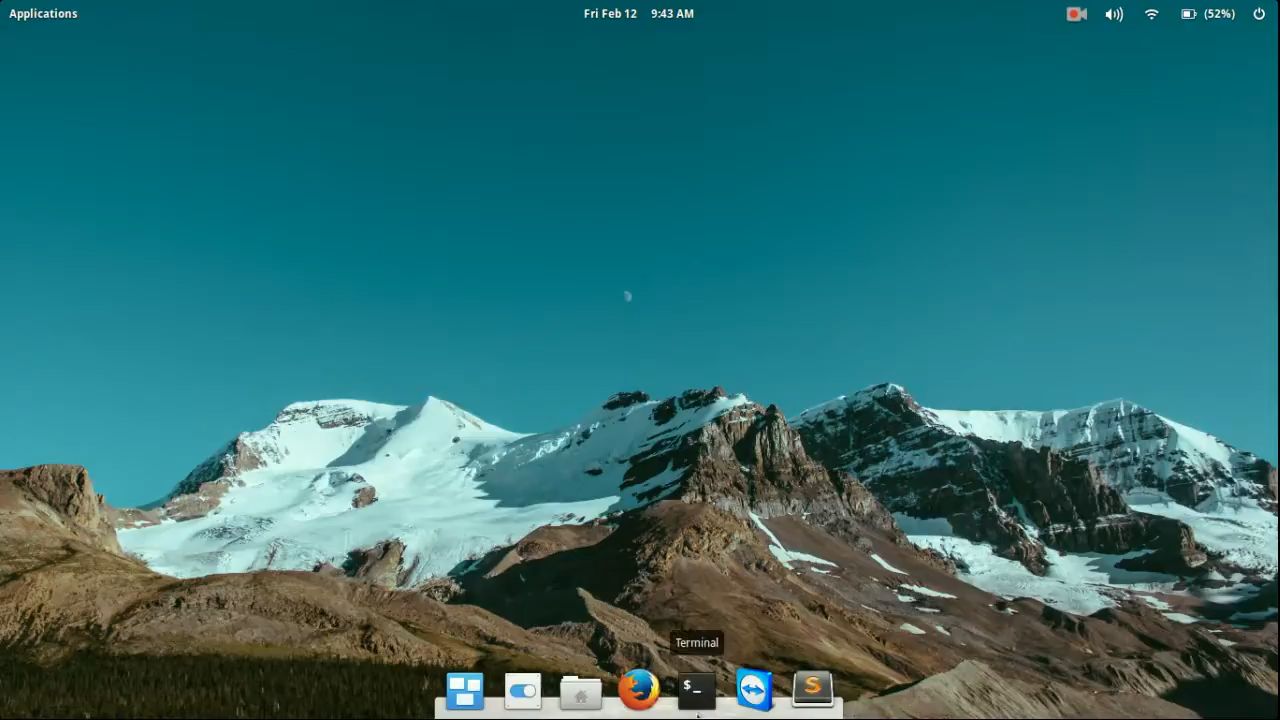 Applications
Fri Feb 12 9:43 AM
(52%)
Terminal
$_
S